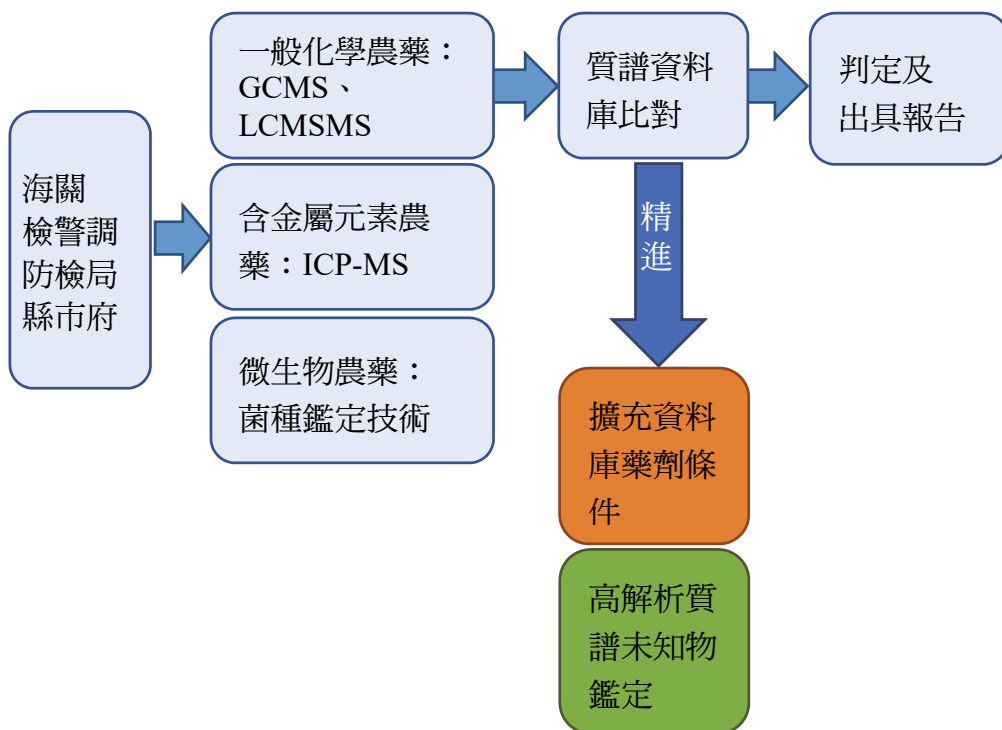 海關
檢警調
防檢局
縣市府
一般化學農藥：
GCMS、
LCMSMS
含金屬元素農
藥：ICP-MS
微生物農藥：
菌種鑑定技術
質譜資料
庫比對
判定及
出具報告
精
進
擴充資料
庫藥劑條
件
高解析質
譜未知物
鑑定